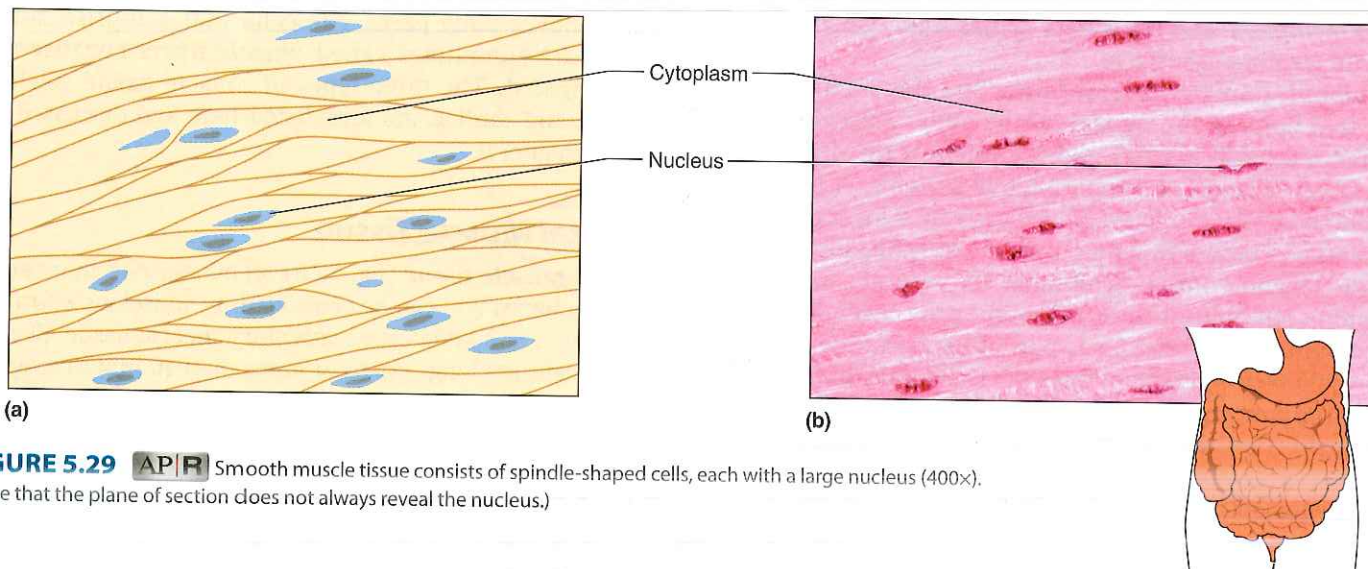 Cytoplasm
Nucleus
(a)
(b)
GURE 5.29 AP|R Smooth muscle tissue consists of spindle-shaped cells, each with a large nucleus (400×).
e that the plane of section does not always reveal the nucleus.)